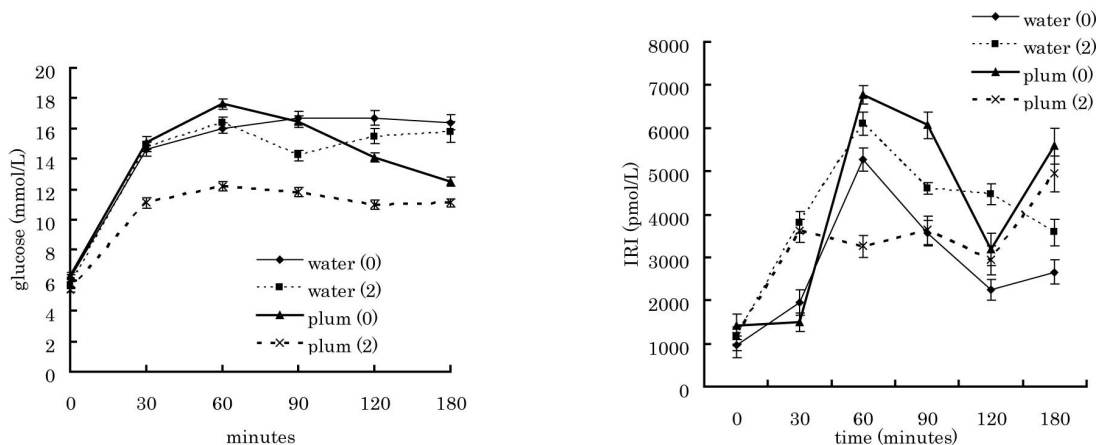 20
18
16
14
12
10
8
6
4
2
0
glucose (mmol/L)
0 30 60 90 120 180
minutes
water (0)
water (2)
plum (0)
plum (2)
water (0)
water (2)
plum (0)
plum (2)
8000
7000
6000
5000
4000
3000
2000
1000
0
IRI (pmol/L)
0 30 60 90 120 180
time (minutes)